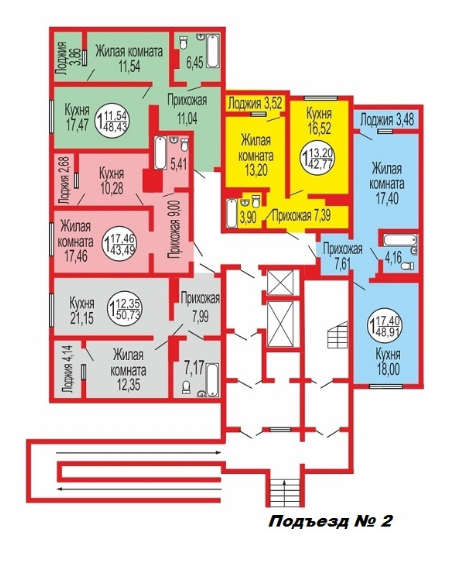 Лоджия
3,86
Жилая комната
11,54
6,45
Кухня
17,47
1 11,54
48,43
Прихожая
11,04
Лоджия 3,52
Кухня
16,52
Лоджия 3,48
Жилая
комната
13,20
1 13,20
42,77
Жилая
комната
17,40
Лоджия 2,68
Кухня
10,28
5,41
Прихожая 9,00
3,90
Прихожая 7,39
Жилая
комната
17,46
1 17,46
43,49
Прихожая
7,61
4,16
Кухня
21,15
1 12,35
50,73
Прихожая
7,99
1 17,40
48,91
Кухня
18,00
Лоджия 4,14
Жилая
комната
12,35
7,17
Подъезд № 2